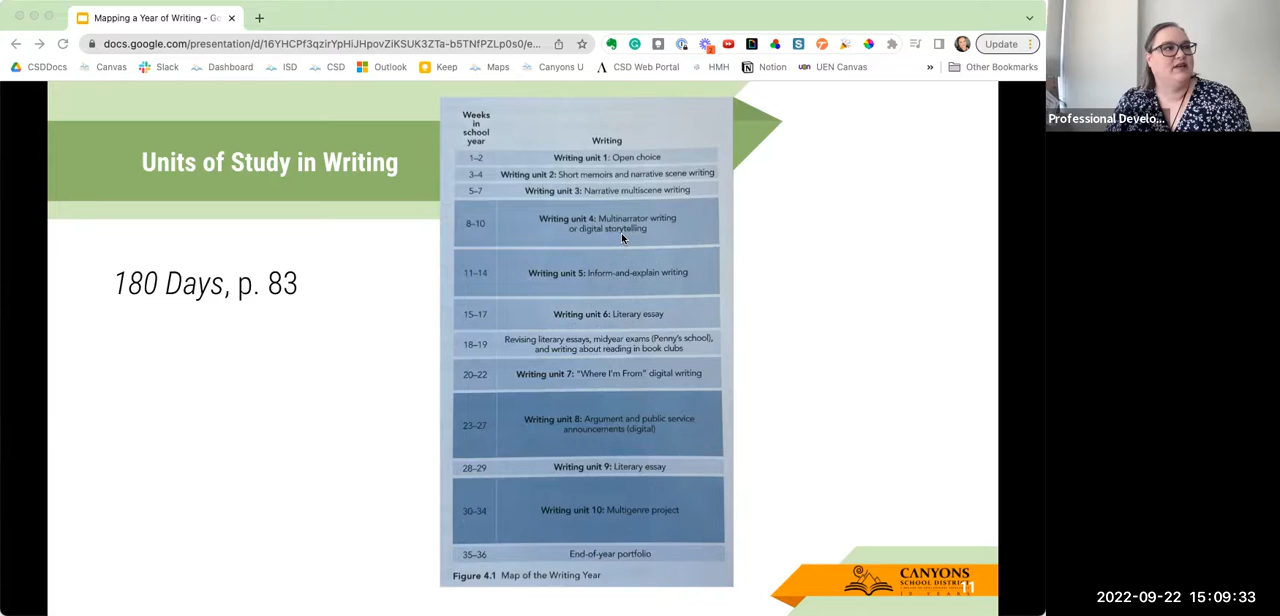 Mapping a Year of Writing - Go
docs.google.com/presentation/d/16YHCPf3qzirYpHiJHpovZiKSUK3ZTa-b5TNfPZLp0s0/e...
Update
CSDDocs
Canvas
Slack
Dashboard
ISD
CSD
Outlook
Keep
Maps
Canyons U
CSD Web Portal
HMH
Notion
UEN Canvas
»
Other Bookmarks
Professional Develo...
Units of Study in Writing
180 Days, p. 83
Weeks
in
school
year
Writing
1–2 Writing unit 1: Open choice
3–4 Writing unit 2: Short memoirs and narrative scene writing
5–7 Writing unit 3: Narrative multiscene writing
8–10 Writing unit 4: Multinarrator writing
or digital storytelling
11–14 Writing unit 5: Inform-and-explain writing
15–17 Writing unit 6: Literary essay
18–19 Revising literary essays, midyear exams (Penny's school),
and writing about reading in book clubs
20–22 Writing unit 7: "Where I'm From" digital writing
23–27 Writing unit 8: Argument and public service
announcements (digital)
28–29 Writing unit 9: Literary essay
30–34 Writing unit 10: Multigenre project
35–36 End-of-year portfolio
Figure 4.1 Map of the Writing Year
CANYONS
SCHOOL DISTRI
11
2022-09-22 15:09:33